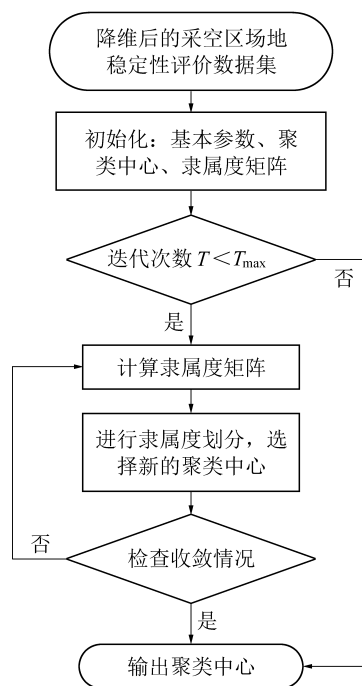 降维后的采空区场地
稳定性评价数据集
初始化：基本参数、聚
类中心、隶属度矩阵
迭代次数 T＜Tmax
否
是
计算隶属度矩阵
进行隶属度划分，选
择新的聚类中心
否
检查收敛情况
是
输出聚类中心